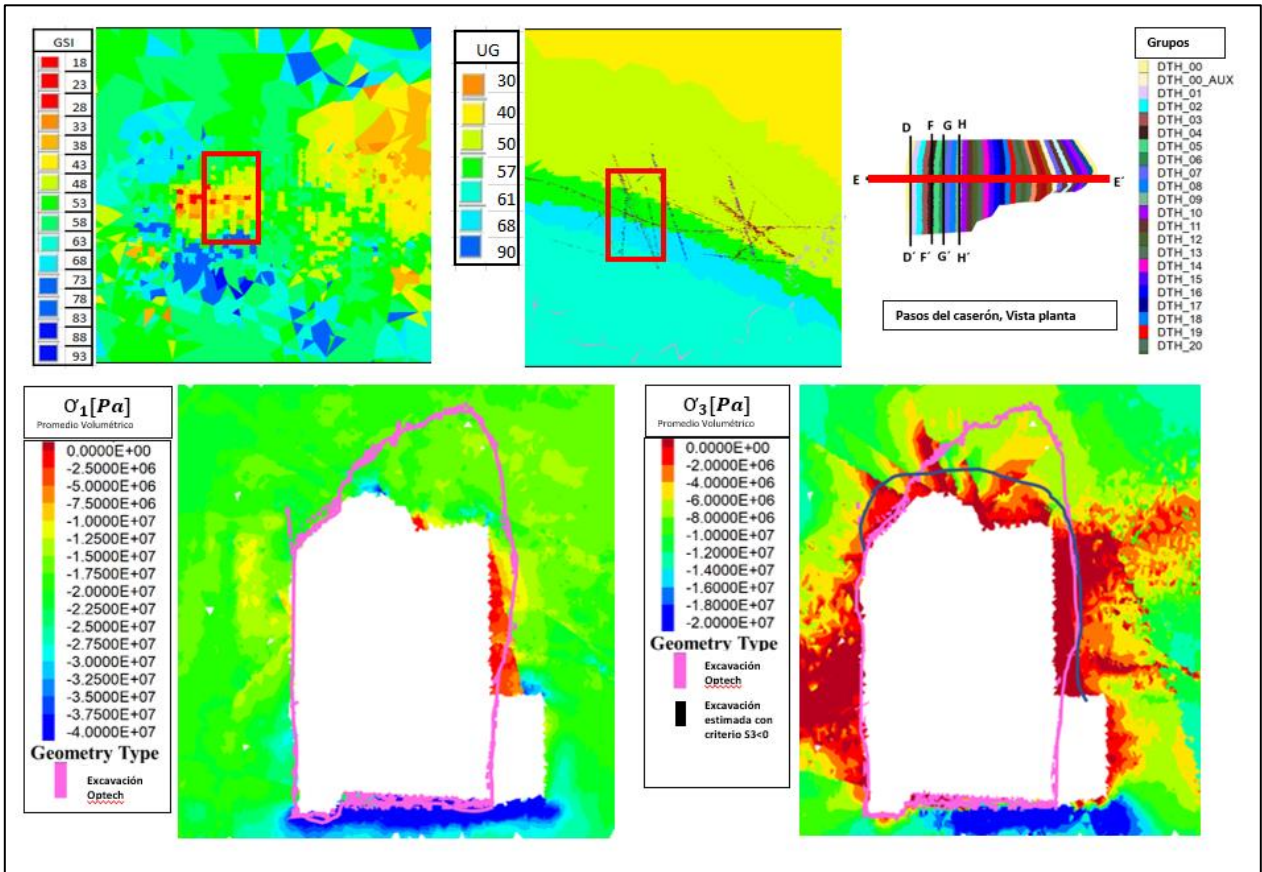 GSI
18
23
28
33
38
43
48
53
58
63
68
73
78
83
88
93
UG
30
40
50
57
61
68
90
D F G H
E E´
D´ F´ G´ H´
Pasos del caserón, Vista planta
Grupos
DTH_00
DTH_00_AUX
DTH_01
DTH_02
DTH_03
DTH_04
DTH_05
DTH_06
DTH_07
DTH_08
DTH_09
DTH_10
DTH_11
DTH_12
DTH_13
DTH_14
DTH_15
DTH_16
DTH_17
DTH_18
DTH_19
DTH_20
σ1[Pa]
Promedio Volumétrico
0.0000E+00
-2.5000E+06
-5.0000E+06
-7.5000E+06
-1.0000E+07
-1.2500E+07
-1.5000E+07
-1.7500E+07
-2.0000E+07
-2.2500E+07
-2.5000E+07
-2.7500E+07
-3.0000E+07
-3.2500E+07
-3.5000E+07
-3.7500E+07
-4.0000E+07
Geometry Type
Excavación
Optech
σ3[Pa]
Promedio Volumétrico
0.0000E+00
-2.0000E+06
-4.0000E+06
-6.0000E+06
-8.0000E+06
-1.0000E+07
-1.2000E+07
-1.4000E+07
-1.6000E+07
-1.8000E+07
-2.0000E+07
Geometry Type
Excavación
Optech
Excavación
estimada con
criterio S3<0